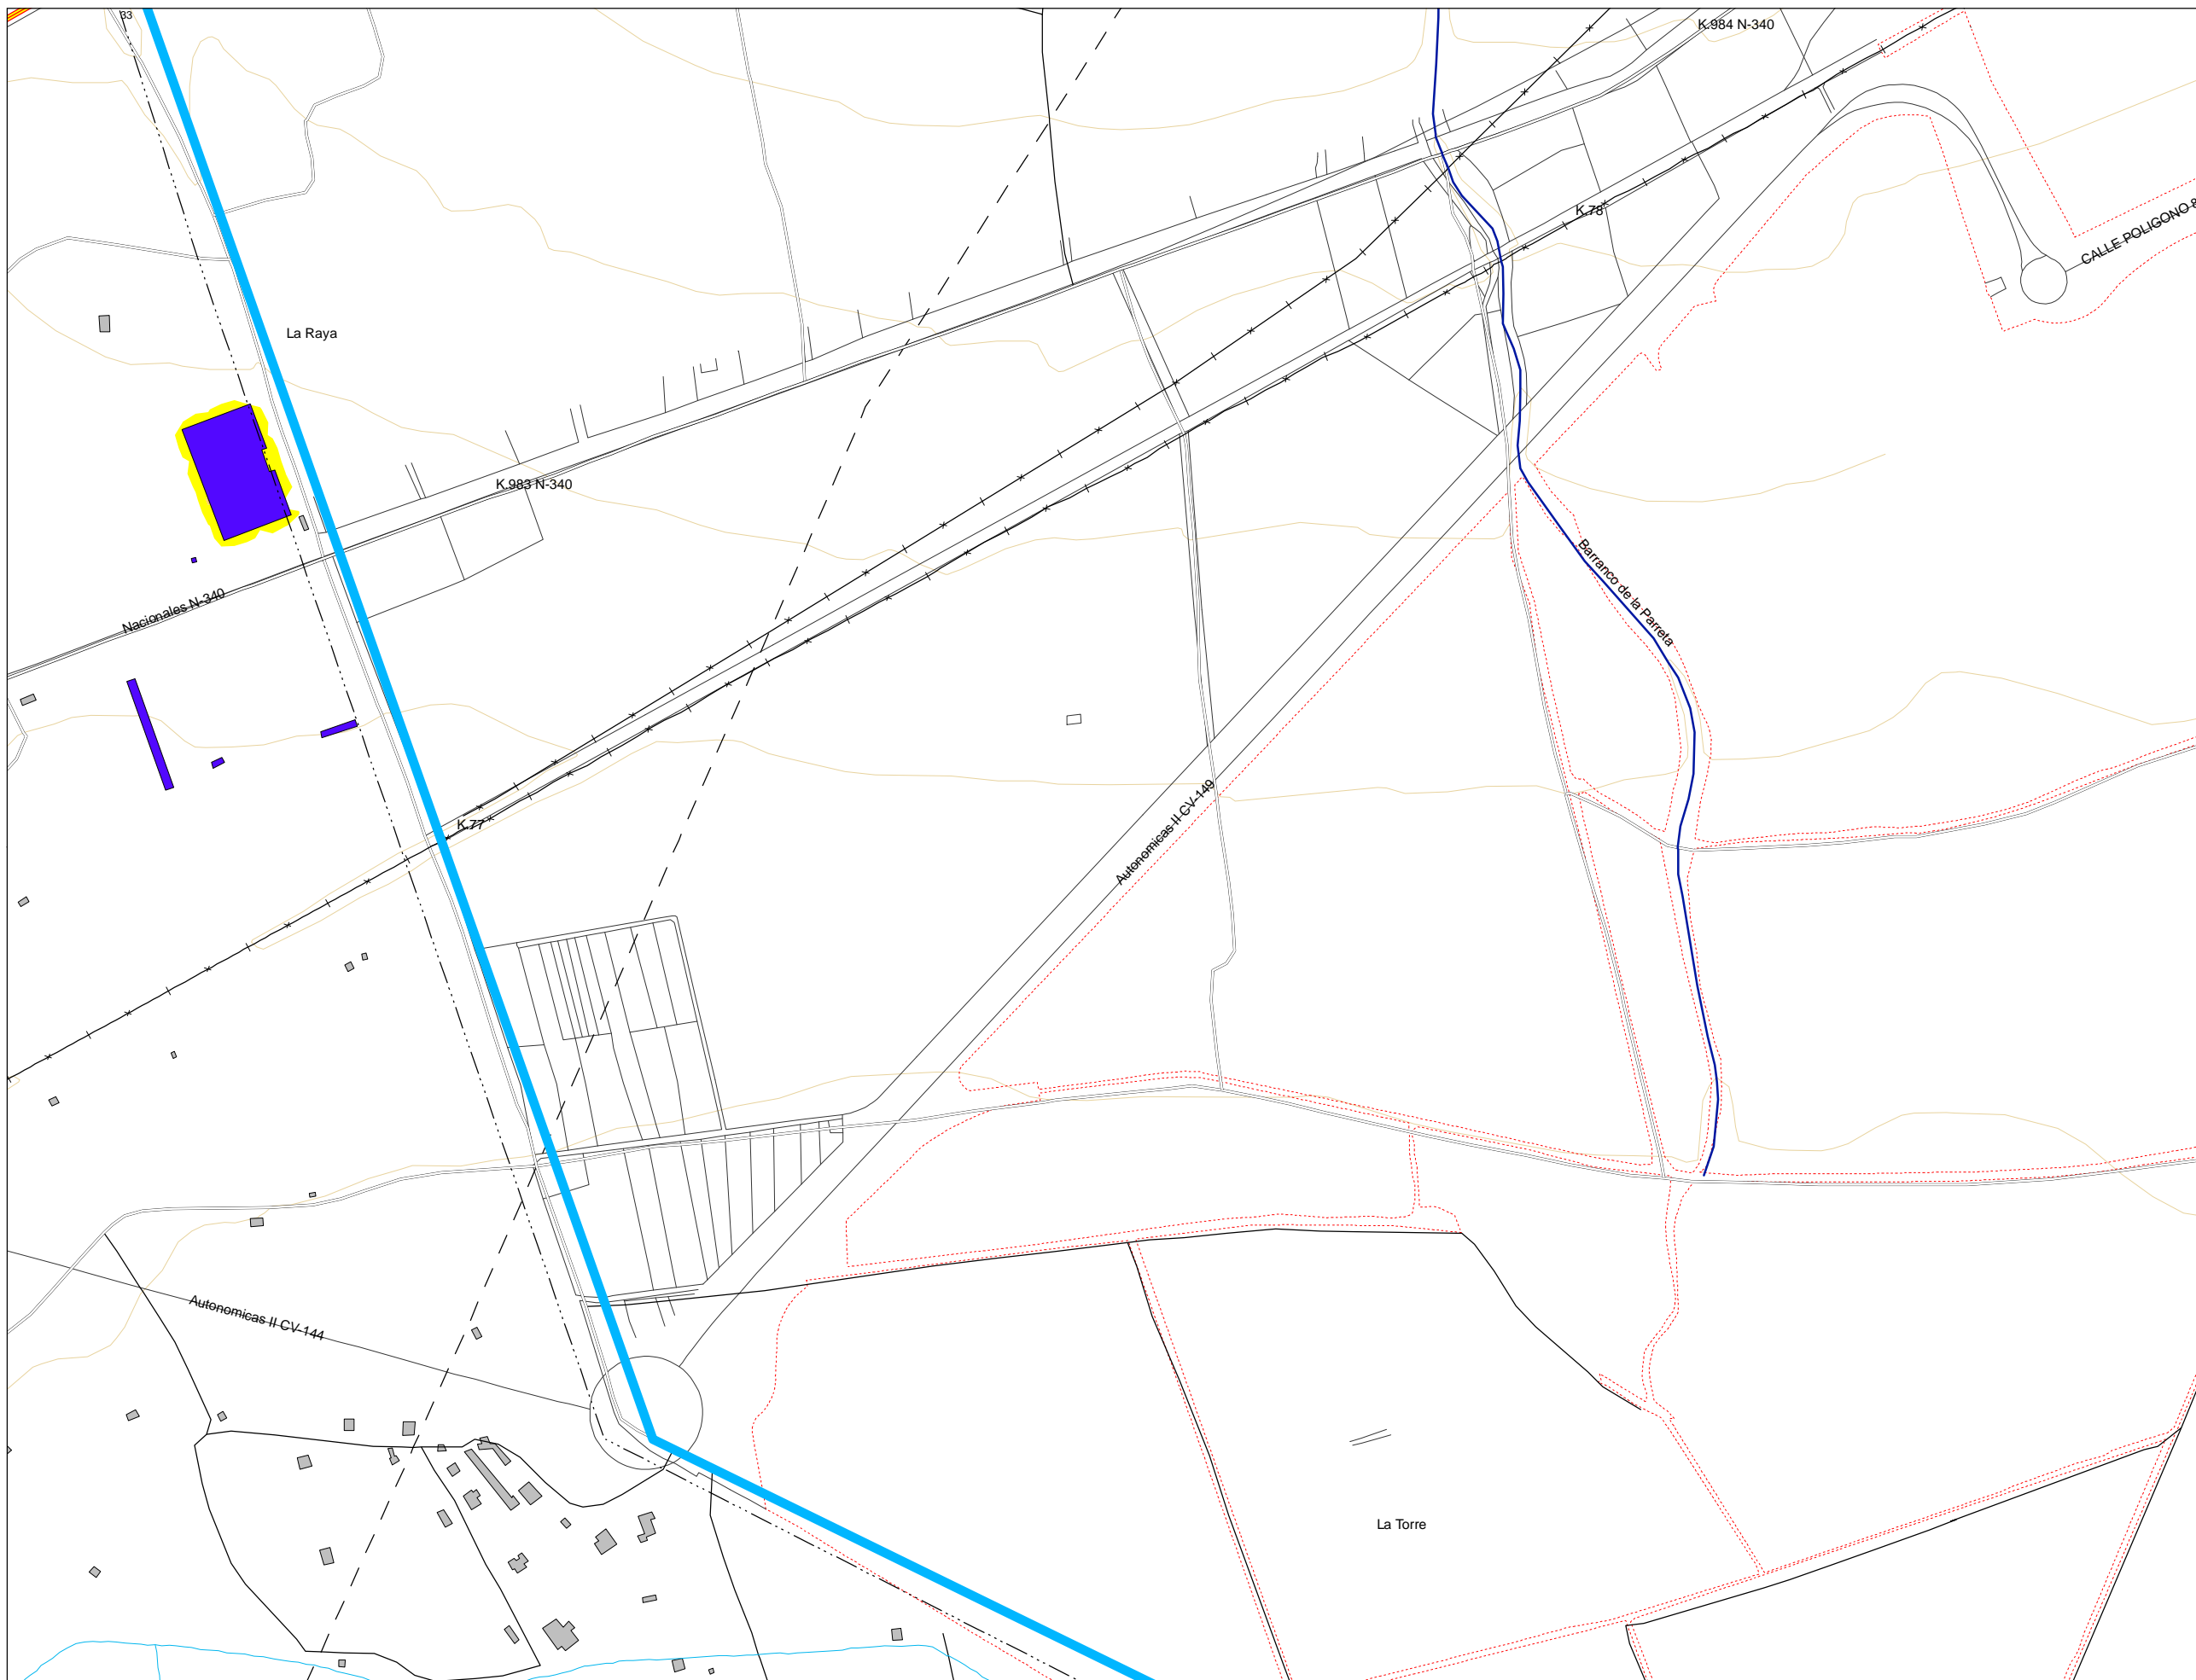 33
K.984 N-340
K.78
CALLE POLIGONO
La Raya
K.983 N-340
Barranco de la Parreta
Nacionales N-340
K.77
Autonomicas II CV-149
Autonomicas II CV-144
La Torre